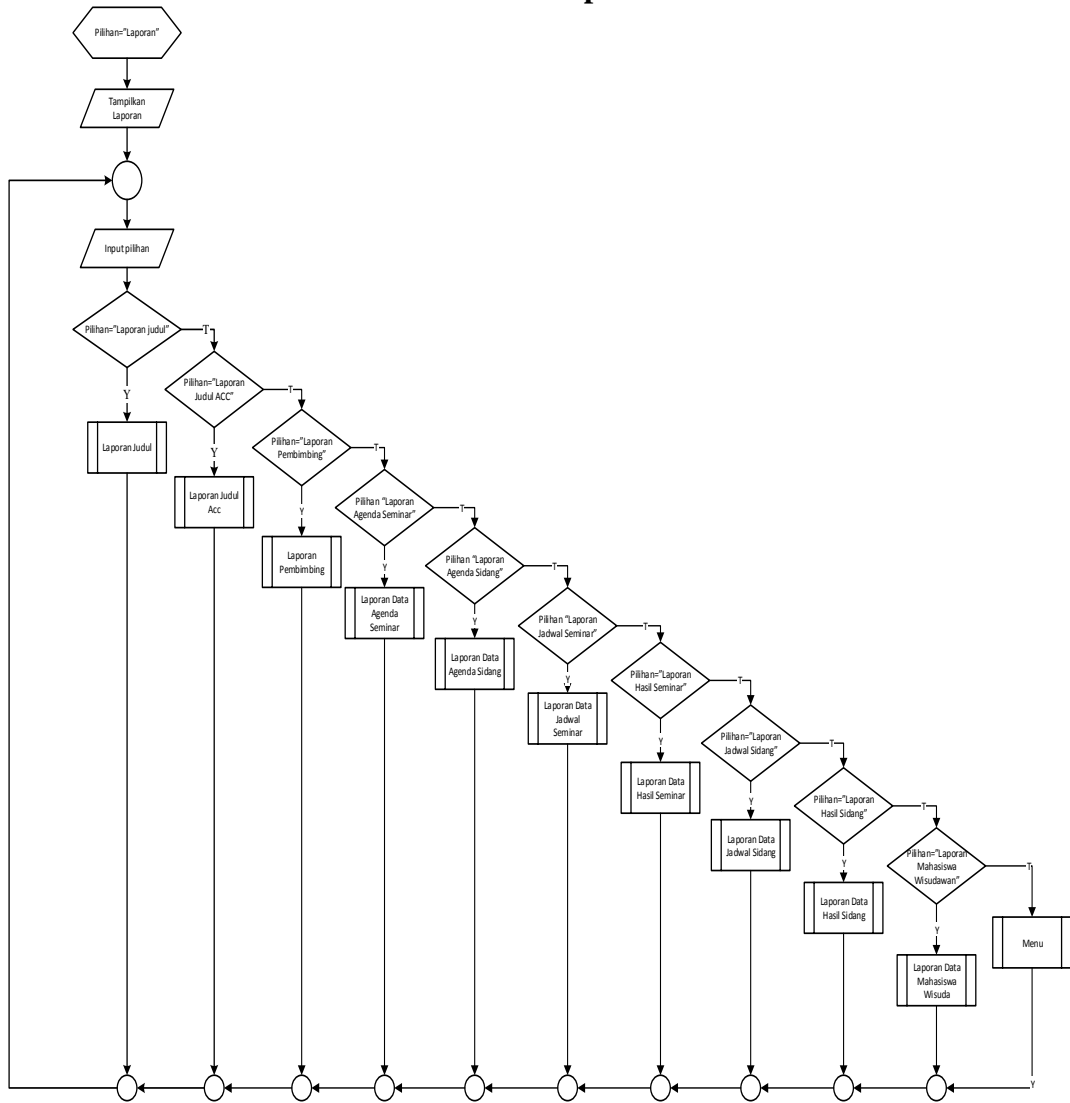 Pilihan="Laporan"
Tampilkan
Laporan
Input pilihan
Pilihan="Laporan judul"
T
Y
Laporan Judul
Pilihan="Laporan
Judul ACC"
T
Y
Laporan Judul
Acc
Pilihan="Laporan
Pembimbing"
T
Y
Laporan
Pembimbing
Pilihan "Laporan
Agenda Seminar"
T
Y
Laporan Data
Agenda
Seminar
Pilihan "Laporan
Agenda Sidang"
T
Y
Laporan Data
Agenda Sidang
Pilihan "Laporan
Jadwal Seminar"
T
Y
Laporan Data
Jadwal
Seminar
Pilihan="Laporan
Hasil Seminar"
T
Y
Laporan Data
Hasil Seminar
Pilihan="Laporan
Jadwal Sidang"
T
Y
Laporan Data
Jadwal Sidang
Pilihan="Laporan
Hasil Sidang"
T
Y
Laporan Data
Hasil Sidang
Pilihan="Laporan
Mahasiswa
Wisudawan"
T
Y
Laporan Data
Mahasiswa
Wisuda
Menu
Y